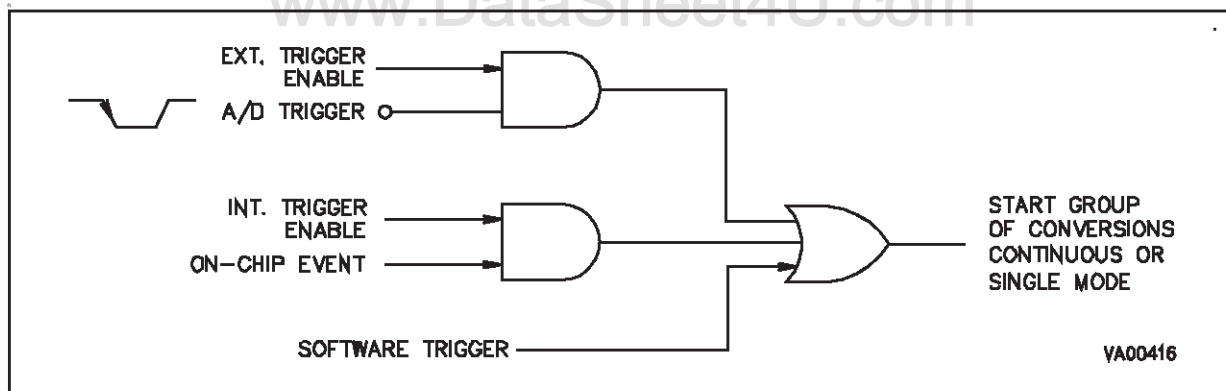 www.DataSheet4U.com
EXT. TRIGGER
ENABLE
A/D TRIGGER
INT. TRIGGER
ENABLE
ON-CHIP EVENT
SOFTWARE TRIGGER
START GROUP
OF CONVERSIONS
CONTINUOUS OR
SINGLE MODE
VA00416